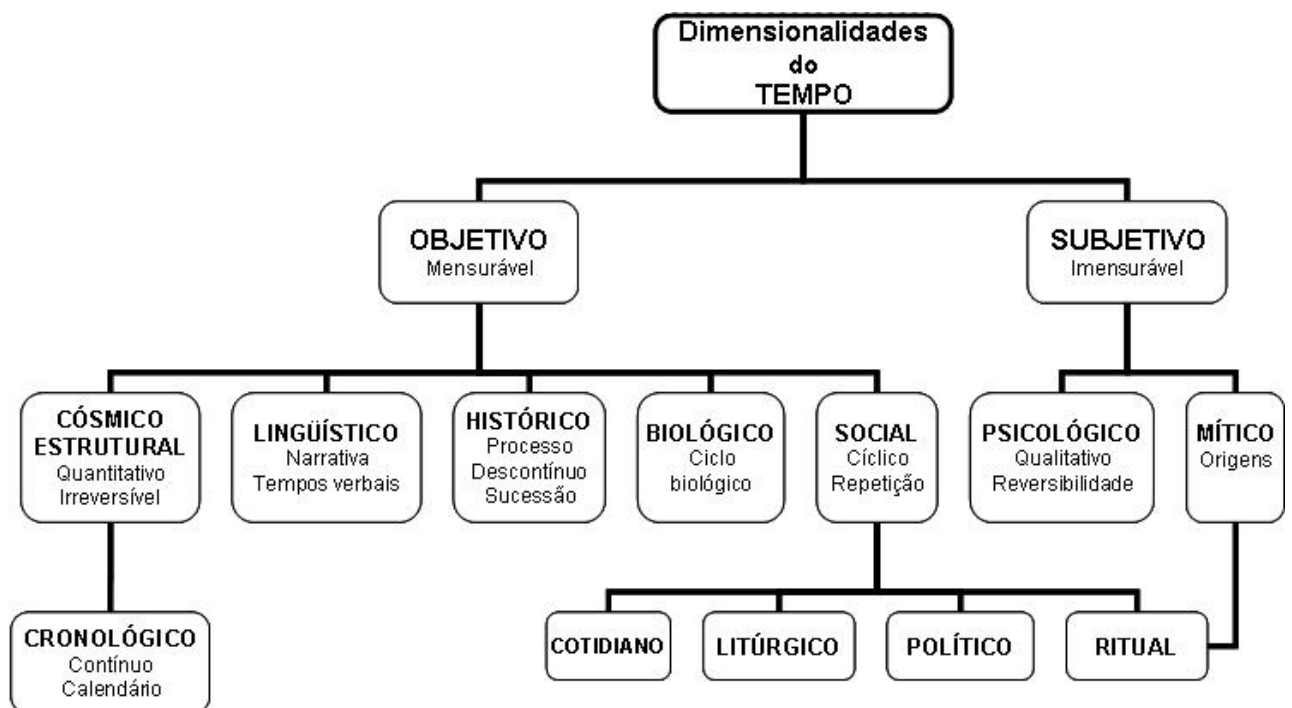 Dimensionalidades
do
TEMPO
OBJETIVO
Mensurável
SUBJETIVO
Imensurável
CÓSMICO
ESTRUTURAL
Quantitativo
Irreversível
LINGÜÍSTICO
Narrativa
Tempos verbais
HISTÓRICO
Processo
Descontínuo
Sucessão
BIOLÓGICO
Ciclo
biológico
SOCIAL
Cíclico
Repetição
PSICOLÓGICO
Qualitativo
Reversibilidade
MÍTICO
Origens
CRONOLÓGICO
Contínuo
Calendário
COTIDIANO
LITÚRGICO
POLÍTICO
RITUAL